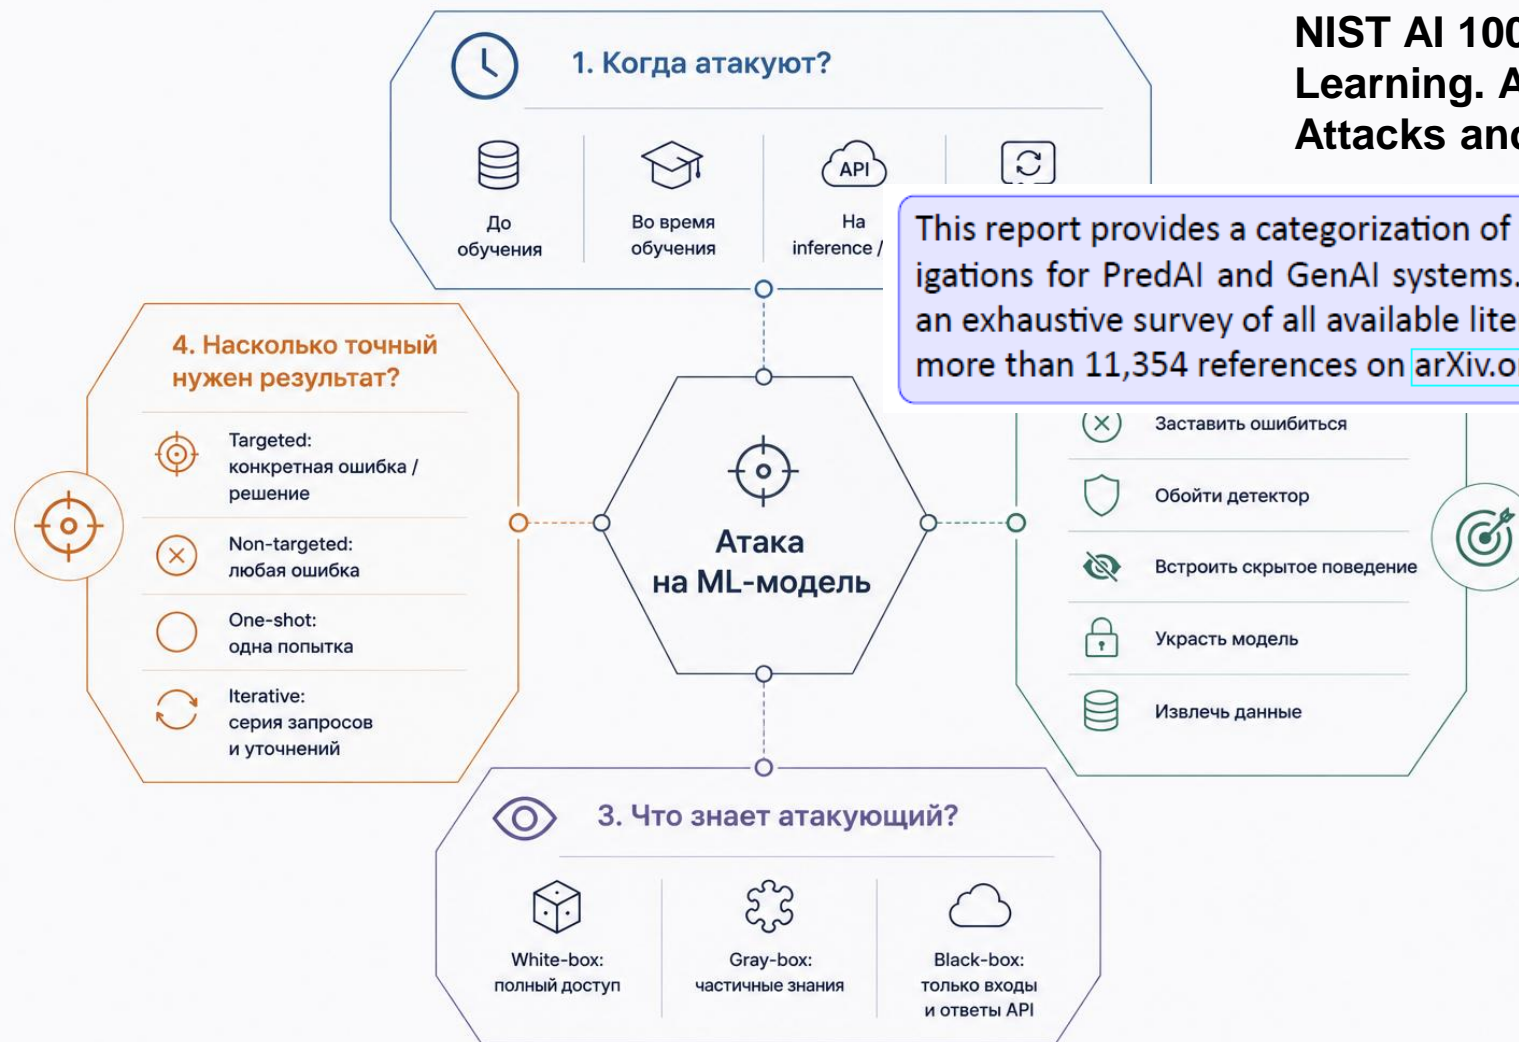 NIST AI 100
Learning. A
Attacks and
1. Когда атакуют?
До
обучения
Во время
обучения
API
На
inference /
This report provides a categorization of
igations for PredAI and GenAI systems.
an exhaustive survey of all available lite
more than 11,354 references on arXiv.or
4. Насколько точный
нужен результат?
Targeted:
конкретная ошибка /
решение
Non-targeted:
любая ошибка
One-shot:
одна попытка
Iterative:
серия запросов
и уточнений
Атака
на ML-модель
Заставить ошибиться
Обойти детектор
Встроить скрытое поведение
Украсть модель
Извлечь данные
3. Что знает атакующий?
White-box:
полный доступ
Gray-box:
частичные знания
Black-box:
только входы
и ответы API